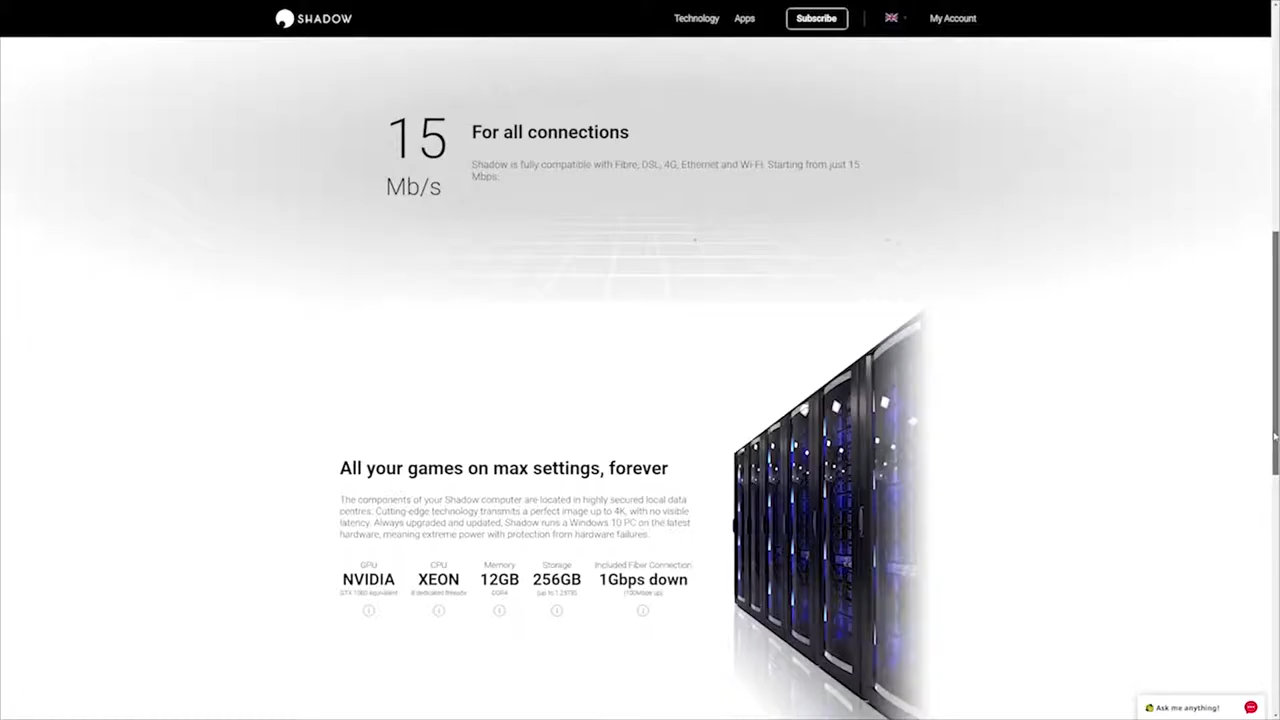 SHADOW
Technology Apps Subscribe My Account
15
Mb/s
For all connections
Shadow is fully compatible with Fibre, DSL, 4G, Ethernet and Wi-Fi. Starting from just 15
Mbps.
All your games on max settings, forever
The components of your Shadow computer are located in highly secured local data
centres. Cutting-edge technology transmits a perfect image up to 4K, with no visible
latency. Always upgraded and updated, Shadow runs a Windows 10 PC on the latest
hardware, meaning extreme power with protection from hardware failures.
GPU CPU Memory Storage Included Fiber Connection
NVIDIA XEON 12GB 256GB 1Gbps down
GTX 1080 equivalent 8 dedicated threads DDR4 (100Mbps up)
Ask me anything!